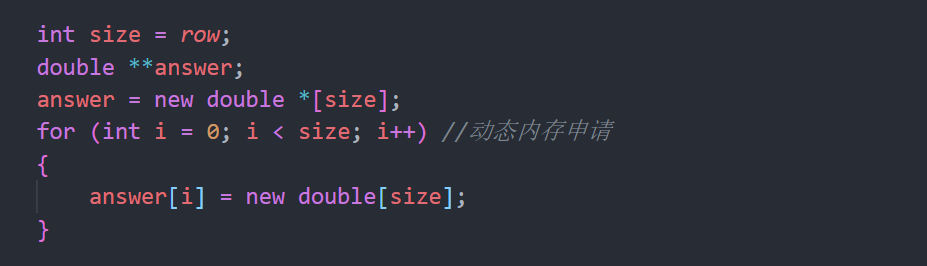 int size = row;
double **answer;
answer = new double *[size];
for (int i = 0; i < size; i++) //动态内存申请
{
    answer[i] = new double[size];
}